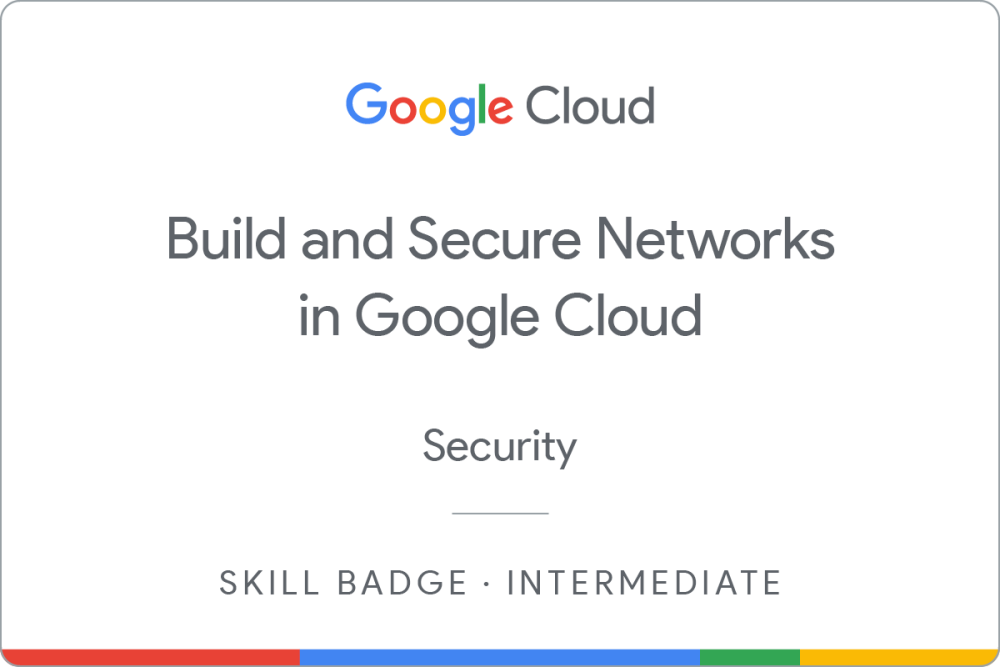 Google Cloud
Build and Secure Networks
in Google Cloud
Security
SKILL BADGE · INTERMEDIATE